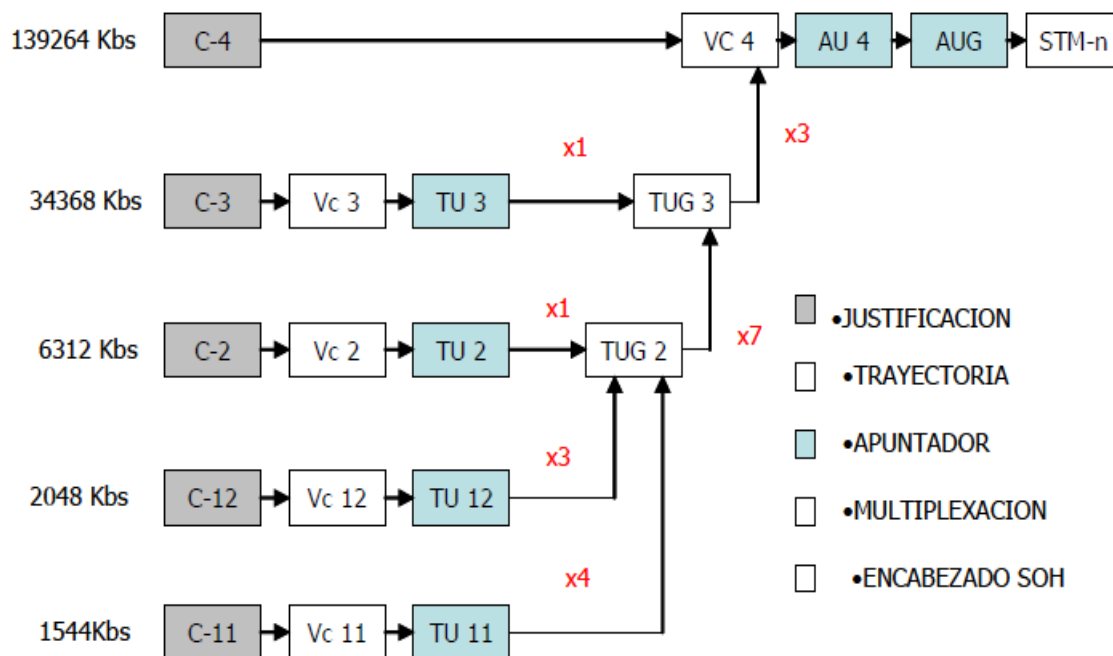 139264 Kbs C-4 VC 4 AU 4 AUG STM-n
x1 x3
34368 Kbs C-3 Vc 3 TU 3 TUG 3
x1 x7
6312 Kbs C-2 Vc 2 TU 2 TUG 2
x3
2048 Kbs C-12 Vc 12 TU 12
x4
1544Kbs C-11 Vc 11 TU 11
•JUSTIFICACION
•TRAYECTORIA
•APUNTADOR
•MULTIPLEXACION
•ENCABEZADO SOH